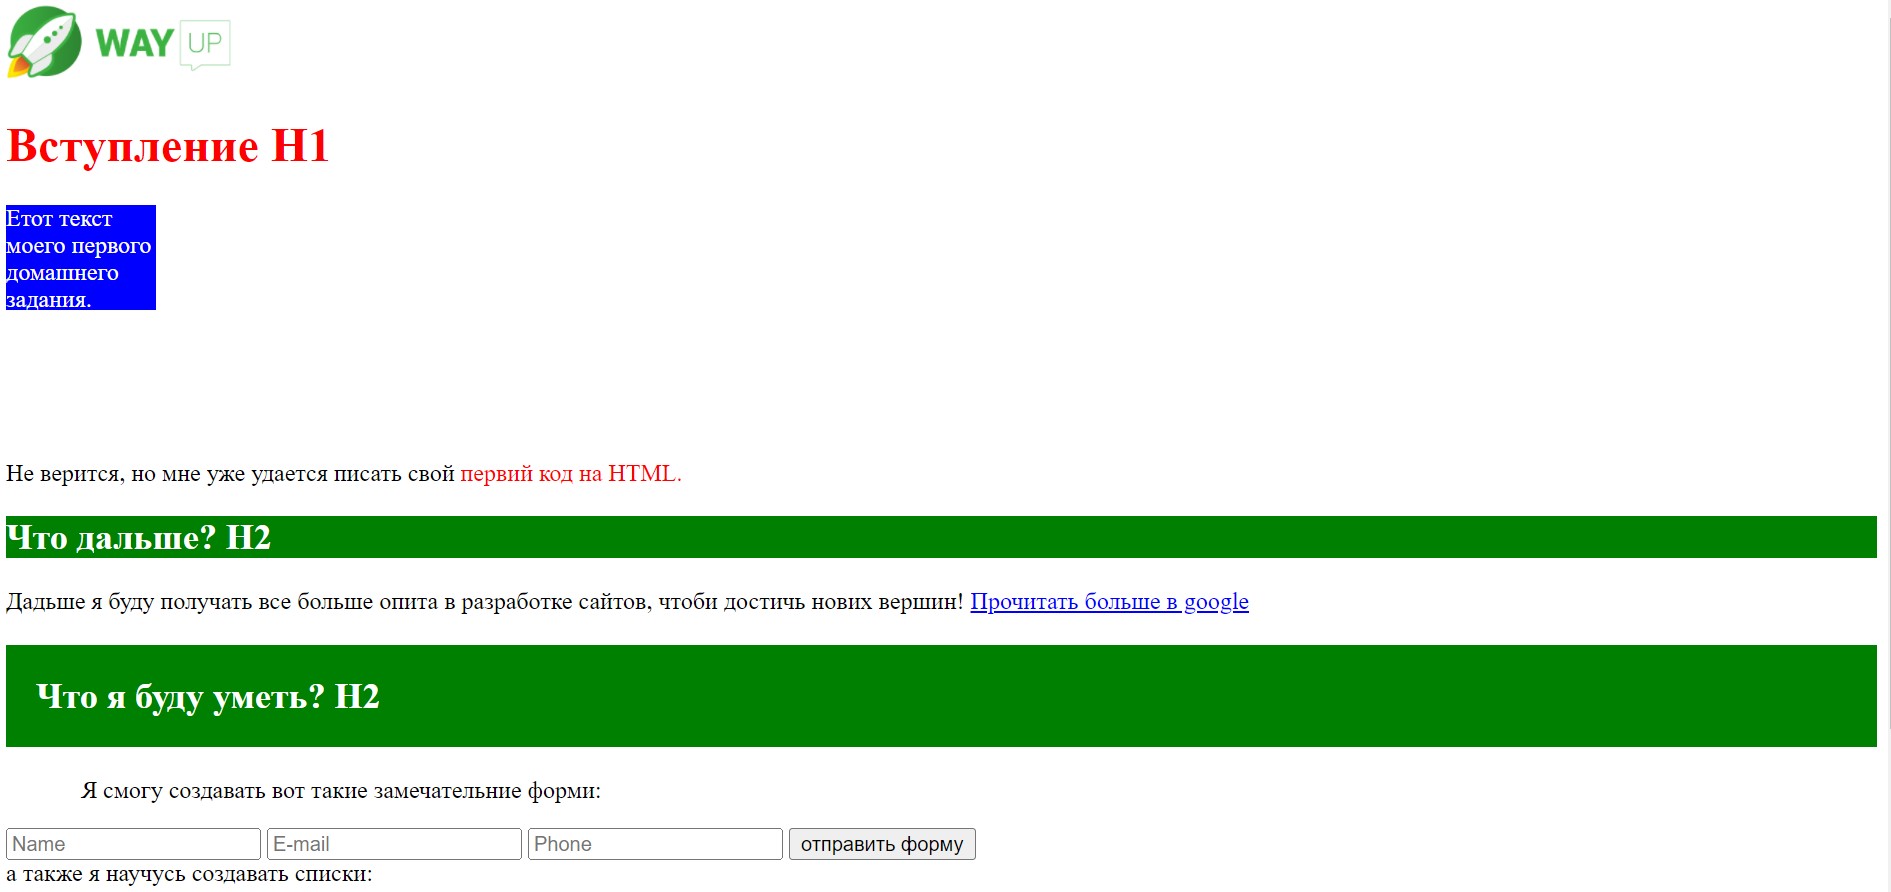 WAY UP
Вступление H1
Етот текст
моего первого
домашнего
задания.
Не верится, но мне уже удается писать свой первий код на HTML.
Что дальше? H2
Дадьше я буду получать все больше опита в разработке сайтов, чтоби достичь нових вершин! Прочитать больше в google
Что я буду уметь? H2
Я смогу создавать вот такие замечательние форми:
Name E-mail Phone отправить форму
а также я научусь создавать списки: